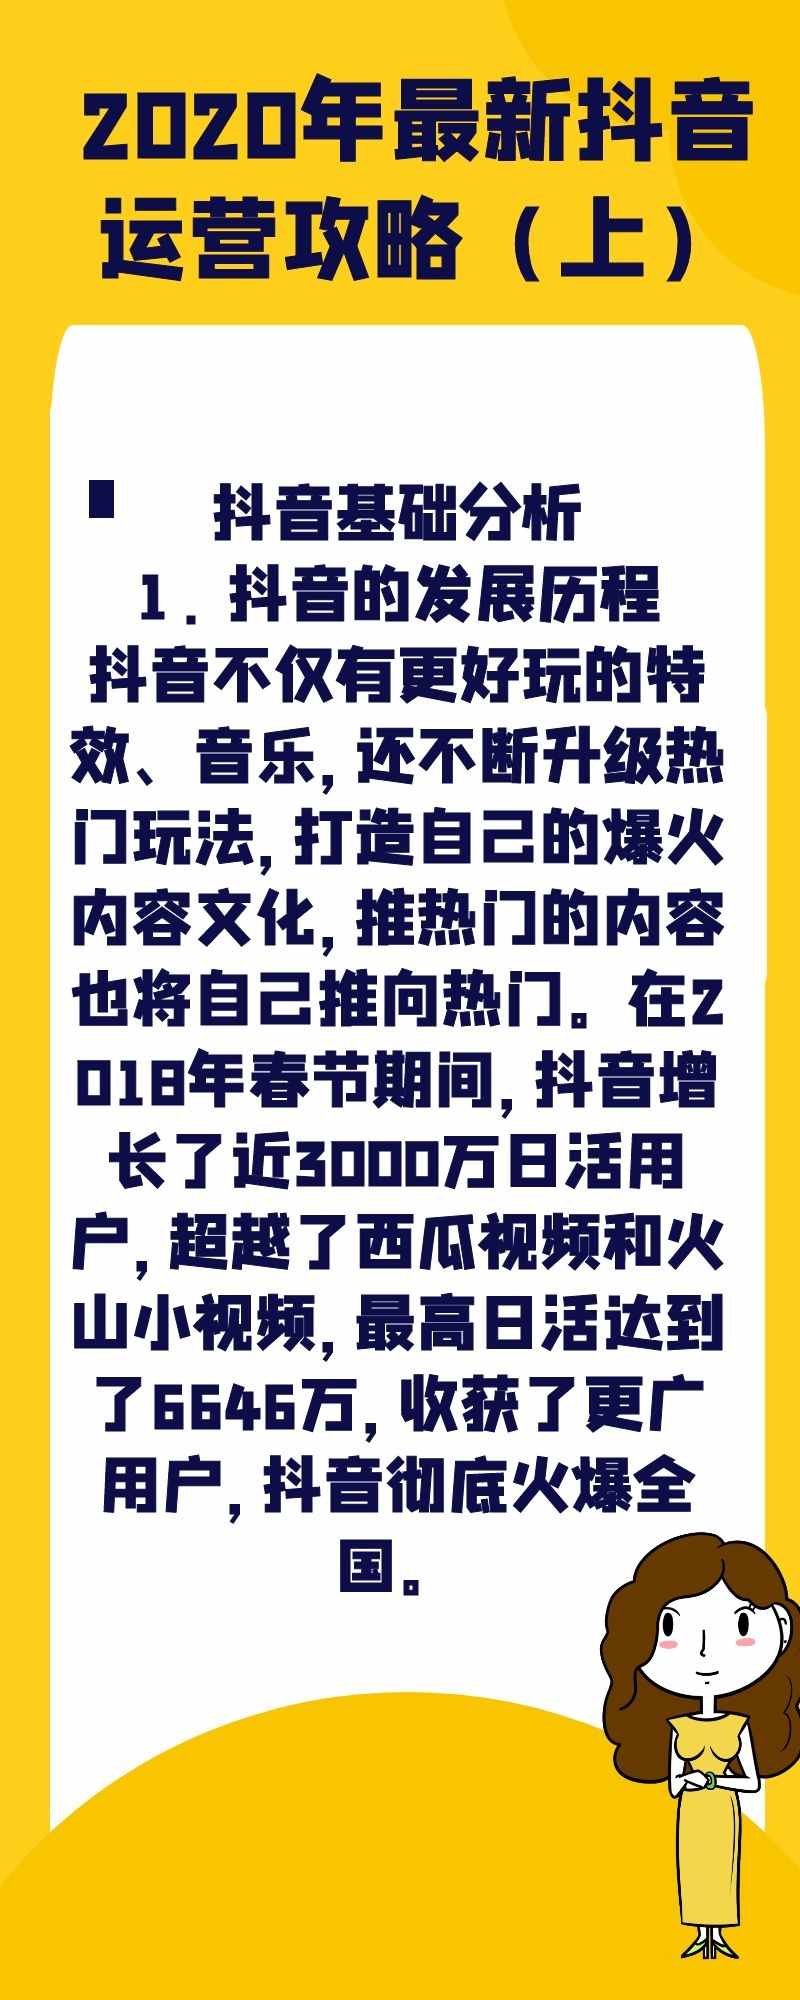 2020年最新抖音
运营攻略（上）
抖音基础分析
1．抖音的发展历程
抖音不仅有更好玩的特
效、音乐,还不断升级热
门玩法,打造自己的爆火
内容文化,推热门的内容
也将自己推向热门。在2
018年春节期间,抖音增
长了近3000万日活用
户,超越了西瓜视频和火
山小视频,最高日活达到
了6646万,收获了更广
用户,抖音彻底火爆全
国。